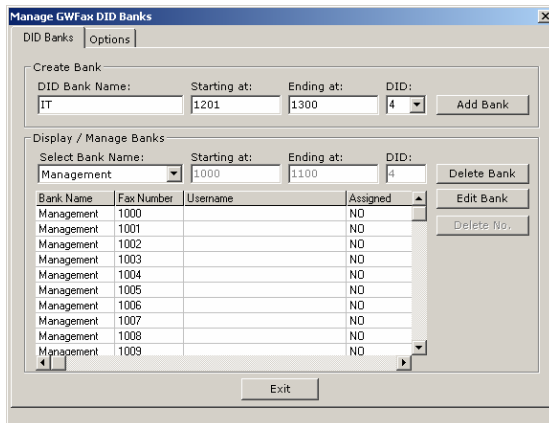 Manage GWFax DID Banks
DID Banks Options
Create Bank
DID Bank Name: Starting at: Ending at: DID:
IT 1201 1300 4 Add Bank
Display / Manage Banks
Select Bank Name: Starting at: Ending at: DID:
Management 1000 1100 4 Delete Bank
Bank Name Fax Number Username Assigned Edit Bank
Management 1000 NO
Management 1001 NO Delete No.
Management 1002 NO
Management 1003 NO
Management 1004 NO
Management 1005 NO
Management 1006 NO
Management 1007 NO
Management 1008 NO
Management 1009 NO
Exit